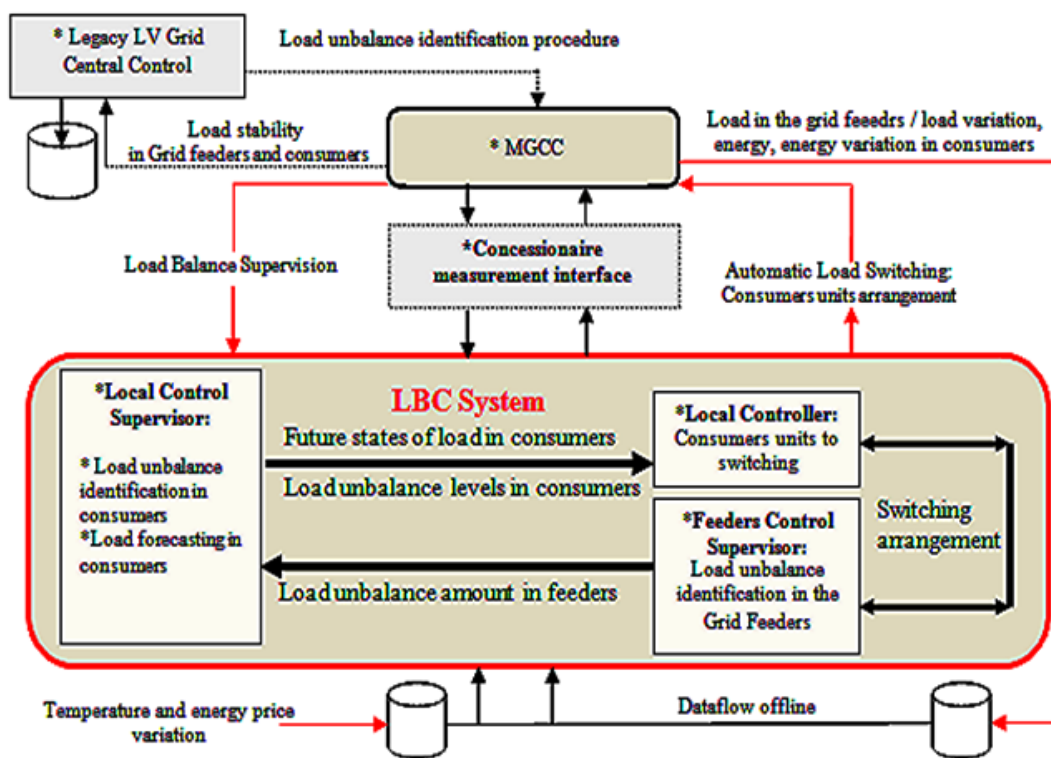 * Legacy LV Grid
Central Control
Load unbalance identification procedure
Load stability
in Grid feeders and consumers
* MGCC
Load in the grid feeedrs / load variation,
energy, energy variation in consumers
Load Balance Supervision
*Concessionaire
measurement interface
Automatic Load Switching:
Consumers units arrangement
*Local Control
Supervisor:
* Load unbalance
identification in
consumers
*Load forecasting in
consumers
LBC System
Future states of load in consumers
Load unbalance levels in consumers
Load unbalance amount in feeders
*Local Controller:
Consumers units to
switching
*Feeders Control
Supervisor:
Load unbalance
identification in the
Grid Feeders
Switching
arrangement
Temperature and energy price
variation
Dataflow offline